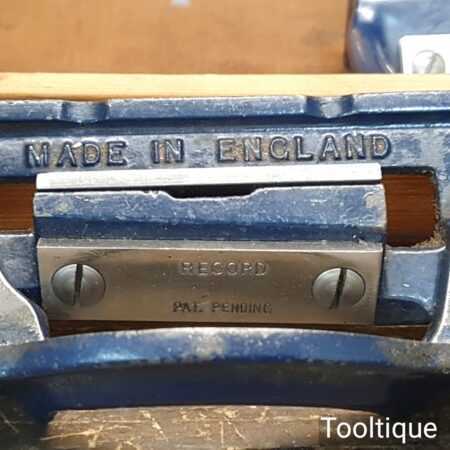 MADE IN ENGLAND
RECORD
PAT. PENDING
Tooltique